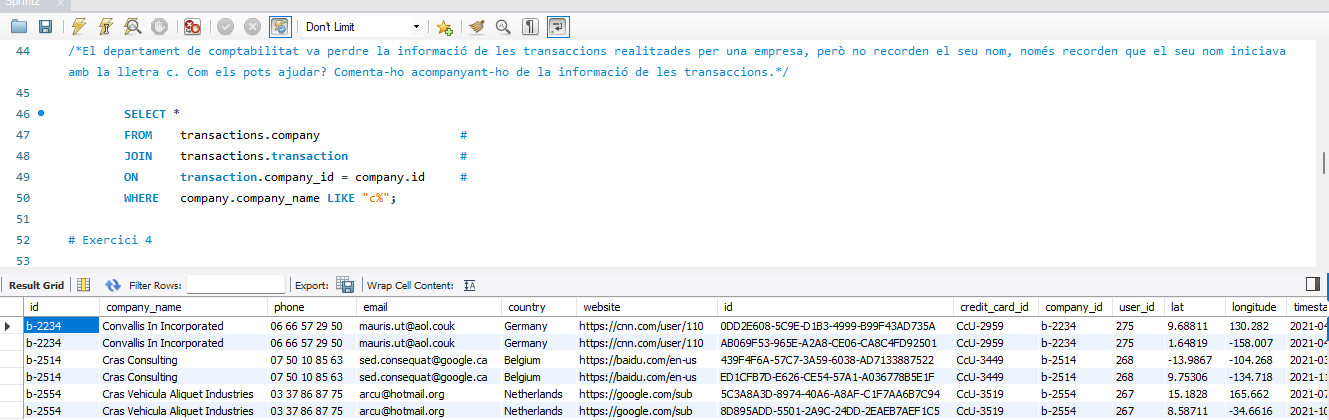 Sprint2 x
Don't Limit
44 /*El departament de comptabilitat va perdre la informació de les transaccions realitzades per una empresa, però no recorden el seu nom, només recorden que el seu nom iniciava
amb la lletra c. Com els pots ajudar? Comenta-ho acompanyant-ho de la informació de les transaccions.*/
45
46 SELECT *
47 FROM transactions.company #
48 JOIN transactions.transaction #
49 ON transaction.company_id = company.id #
50 WHERE company.company_name LIKE "c%";
51
52 # Exercici 4
53
Result Grid Filter Rows: Export: Wrap Cell Content: IA
id company_name phone email country website id credit_card_id company_id user_id lat longitude timesta
b-2234 Convallis In Incorporated 06 66 57 29 50 mauris.ut@aol.couk Germany https://cnn.com/user/110 0DD2E608-5C9E-D1B3-4999-B99F43AD735A CcU-2959 b-2234 275 9.68811 130.282 2021-04
b-2234 Convallis In Incorporated 06 66 57 29 50 mauris.ut@aol.couk Germany https://cnn.com/user/110 AB069F53-965E-A2A8-CE06-CA8C4FD92501 CcU-2959 b-2234 275 1.64819 -158.007 2021-04
b-2514 Cras Consulting 07 50 10 85 63 sed.consequat@google.ca Belgium https://baidu.com/en-us 439F4F6A-57C7-3A59-6038-AD7133887522 CcU-3449 b-2514 268 -13.9867 -104.268 2021-03
b-2514 Cras Consulting 07 50 10 85 63 sed.consequat@google.ca Belgium https://baidu.com/en-us ED1CFB7D-E626-CE54-57A1-A036778B5E1F CcU-3449 b-2514 268 9.75306 -134.718 2021-11
b-2554 Cras Vehicula Aliquet Industries 03 37 86 87 75 arcu@hotmail.org Netherlands https://google.com/sub 5C3A8A3D-8974-40A6-A8AF-C1F7AA6B7C94 CcU-3519 b-2554 267 15.1828 165.662 2021-05
b-2554 Cras Vehicula Aliquet Industries 03 37 86 87 75 arcu@hotmail.org Netherlands https://google.com/sub 8D895ADD-5501-2A9C-24DD-2EAEB7AEF1C5 CcU-3519 b-2554 267 8.58711 -34.6616 2021-10